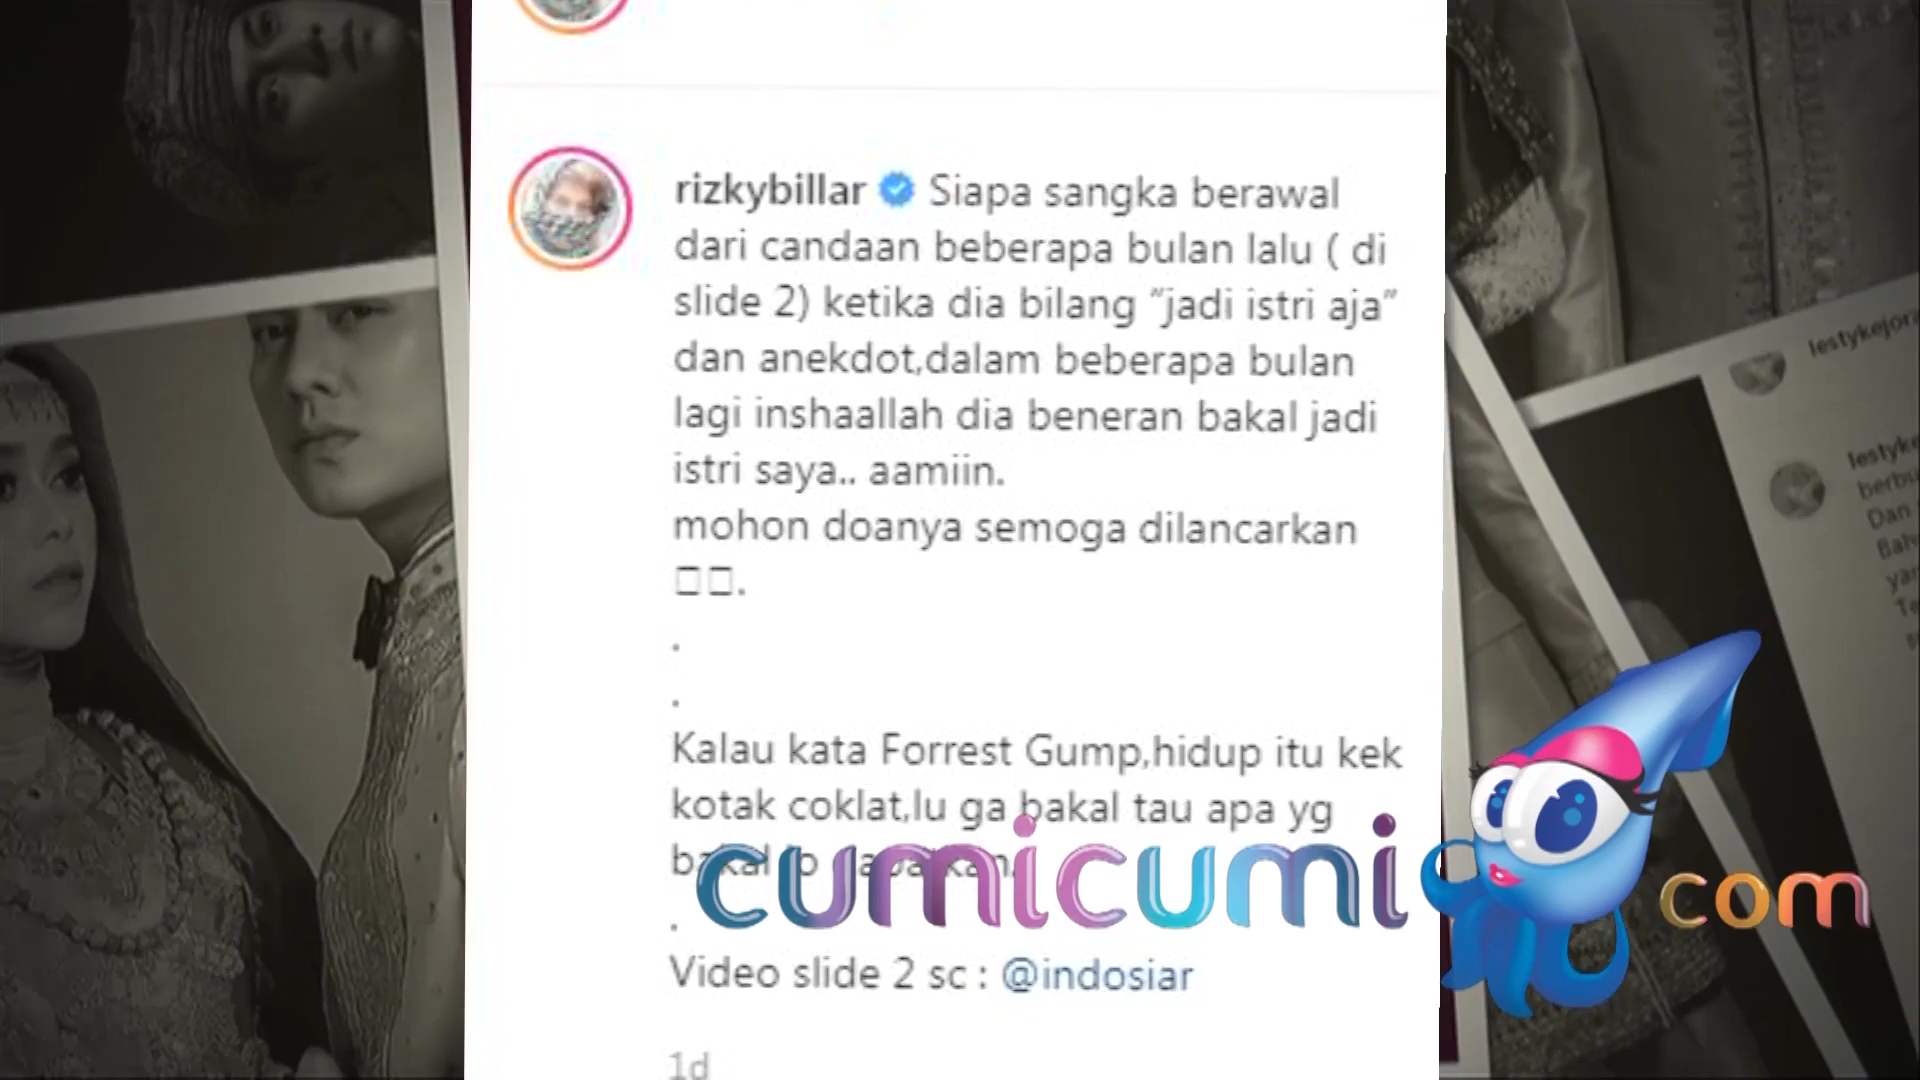 rizkybillar Siapa sangka berawal
dari candaan beberapa bulan lalu ( di
slide 2) ketika dia bilang “jadi istri aja”
dan anekdot,dalam beberapa bulan
lagi inshaallah dia beneran bakal jadi
istri saya.. aamiin.
mohon doanya semoga dilancarkan
.
.
.
Kalau kata Forrest Gump,hidup itu kek
kotak coklat,lu ga bakal tau apa yg
bakal
.
Video slide 2 sc : @indosiar
1d
cumicumi com
lestykejora
Dan